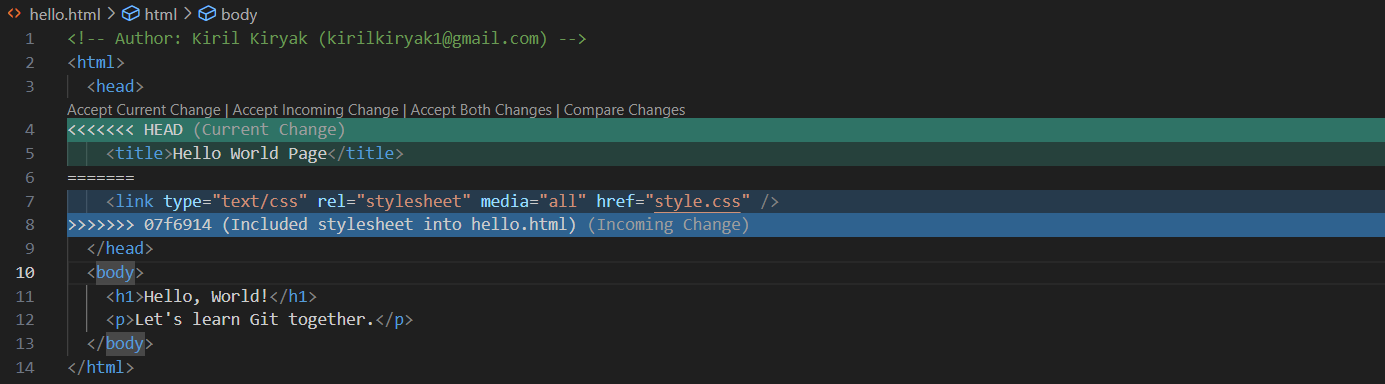 hello.html > html > body
1 <!-- Author: Kiril Kiryak (kirilkiryak1@gmail.com) -->
2 <html>
3 <head>
Accept Current Change | Accept Incoming Change | Accept Both Changes | Compare Changes
4 <<<<<<< HEAD (Current Change)
5 <title>Hello World Page</title>
6 =======
7 <link type="text/css" rel="stylesheet" media="all" href="style.css" />
8 >>>>>>> 07f6914 (Included stylesheet into hello.html) (Incoming Change)
9 </head>
10 <body>
11 <h1>Hello, World!</h1>
12 <p>Let's learn Git together.</p>
13 </body>
14 </html>